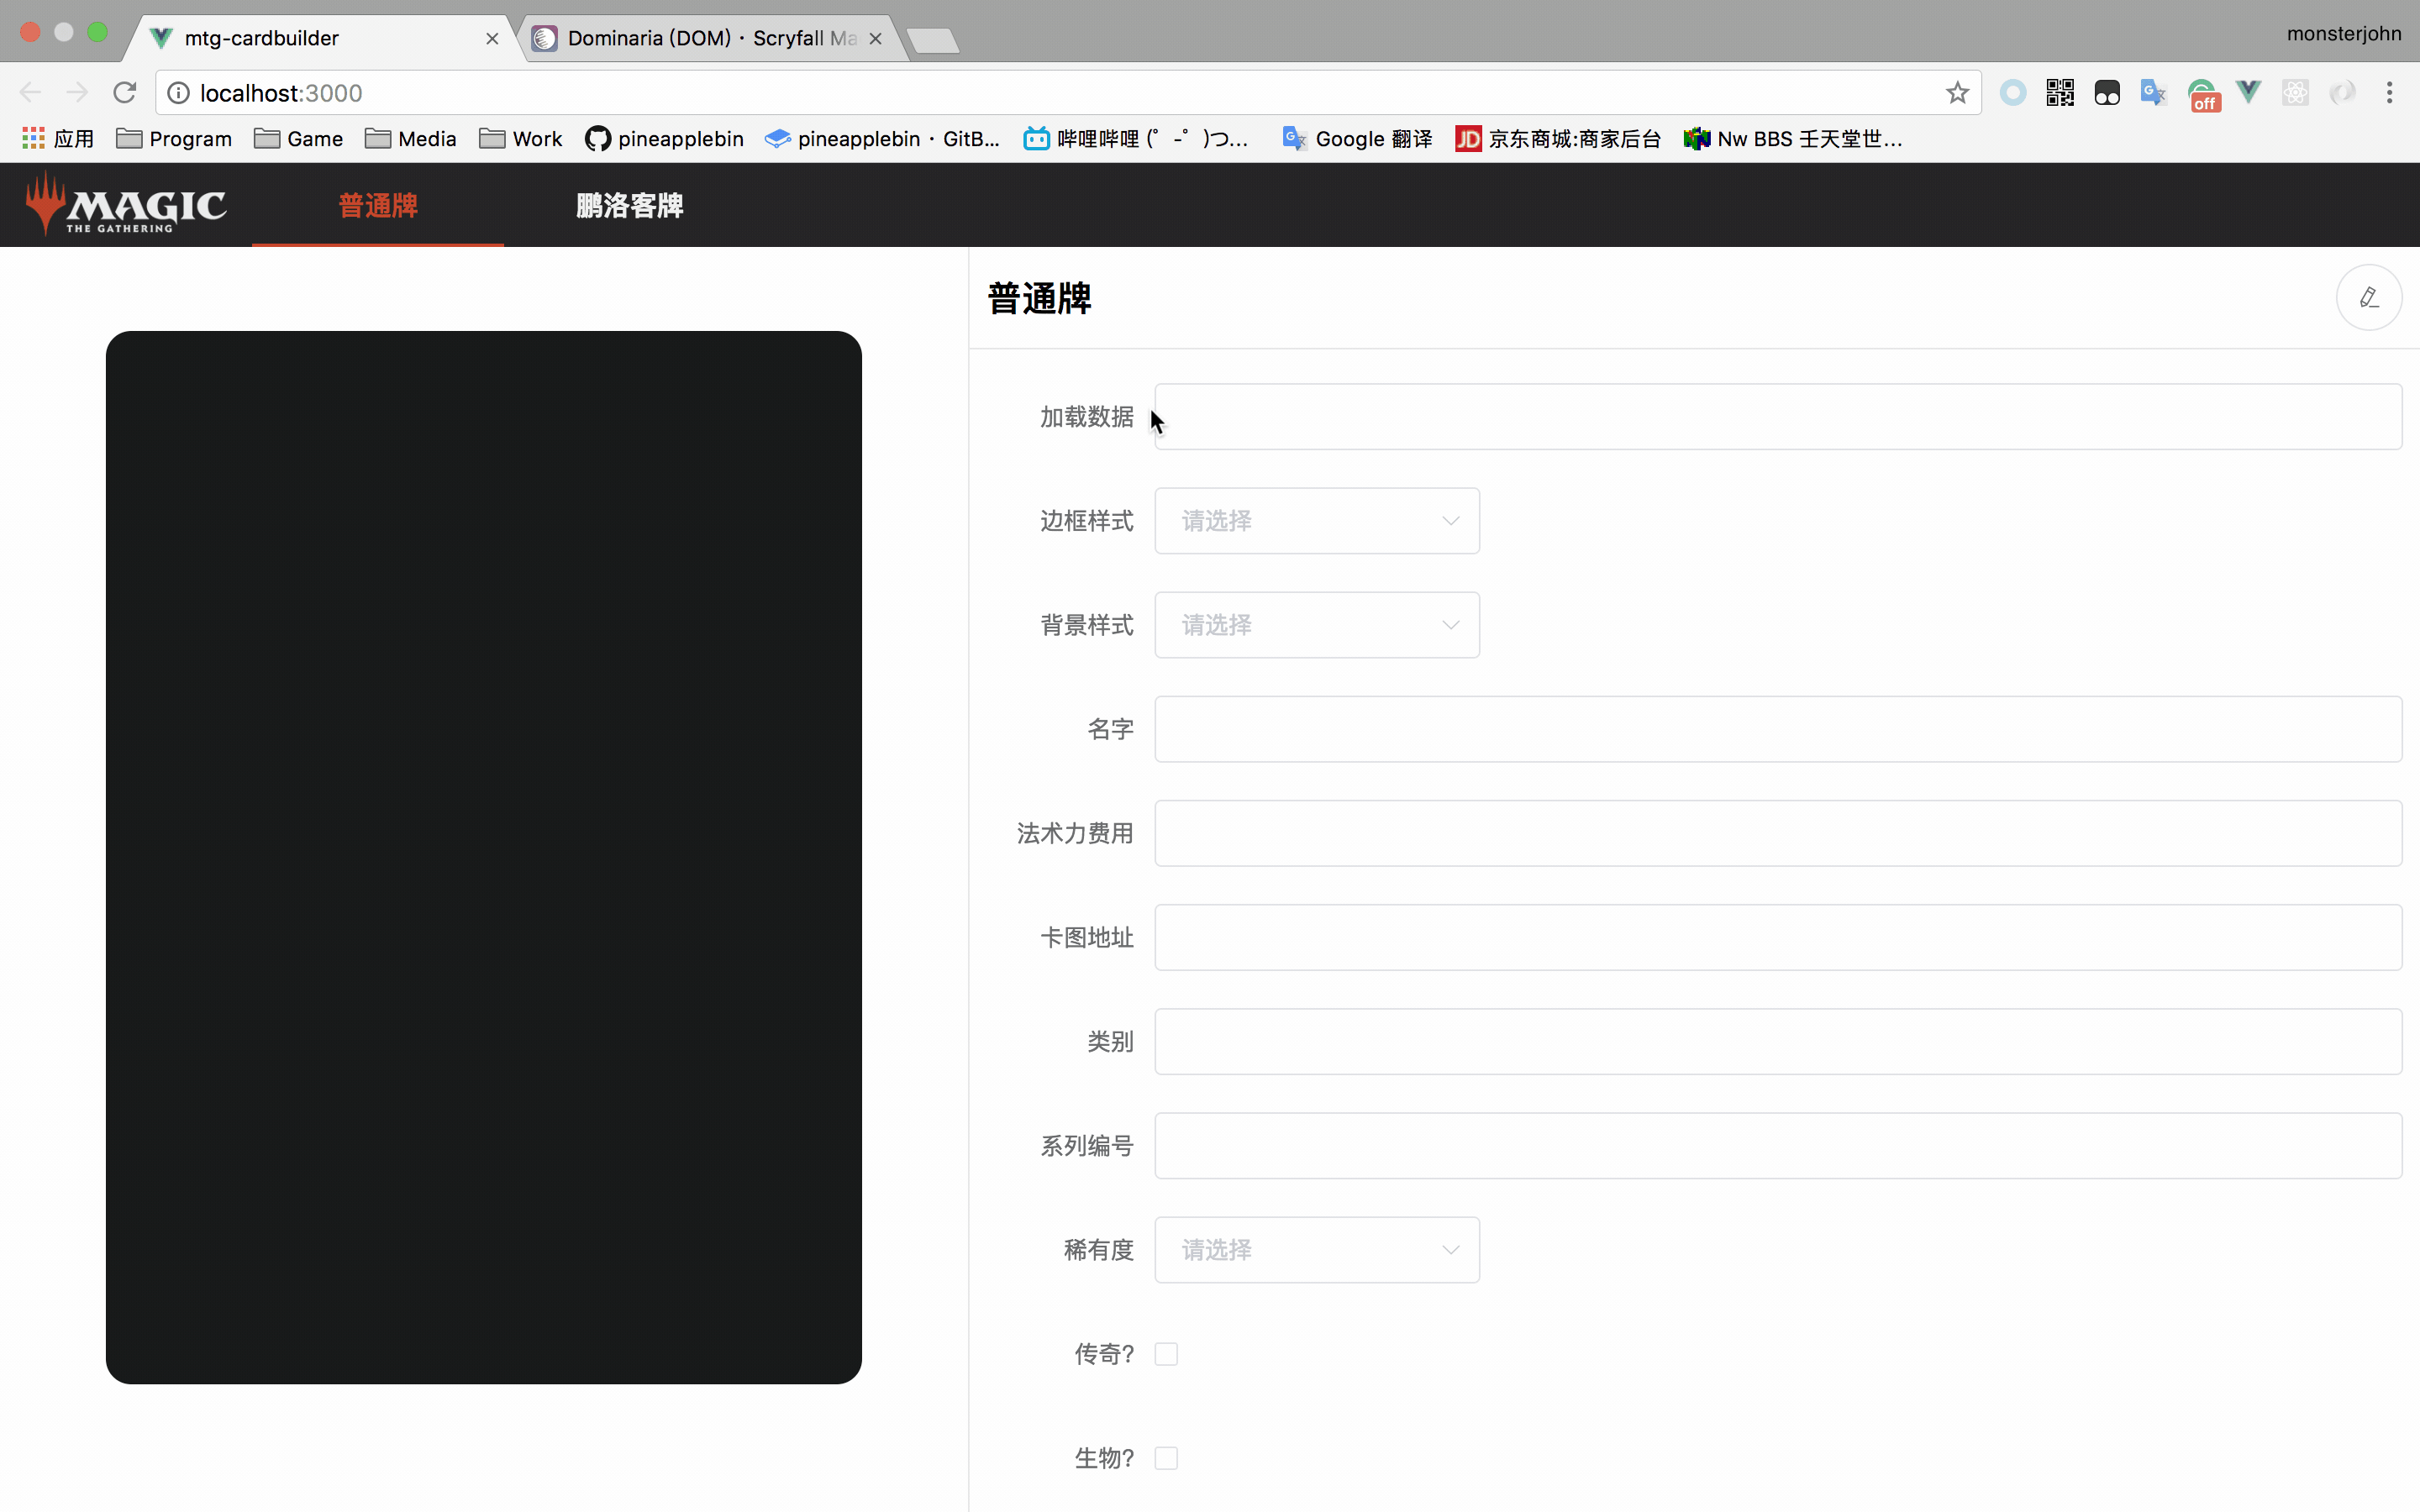 mtg-cardbuilder
Dominaria (DOM) · Scryfall Ma
monsterjohn
localhost:3000
off
应用
Program
Game
Media
Work
pineapplebin
pineapplebin · GitB...
哔哩哔哩 (゜-゜)つ...
Google 翻译
JD 京东商城:商家后台
Nw BBS 任天堂世...
MAGIC
THE GATHERING
普通牌
鹏洛客牌
普通牌
加载数据
边框样式 请选择
背景样式 请选择
名字
法术力费用
卡图地址
类别
系列编号
稀有度 请选择
传奇?
生物?